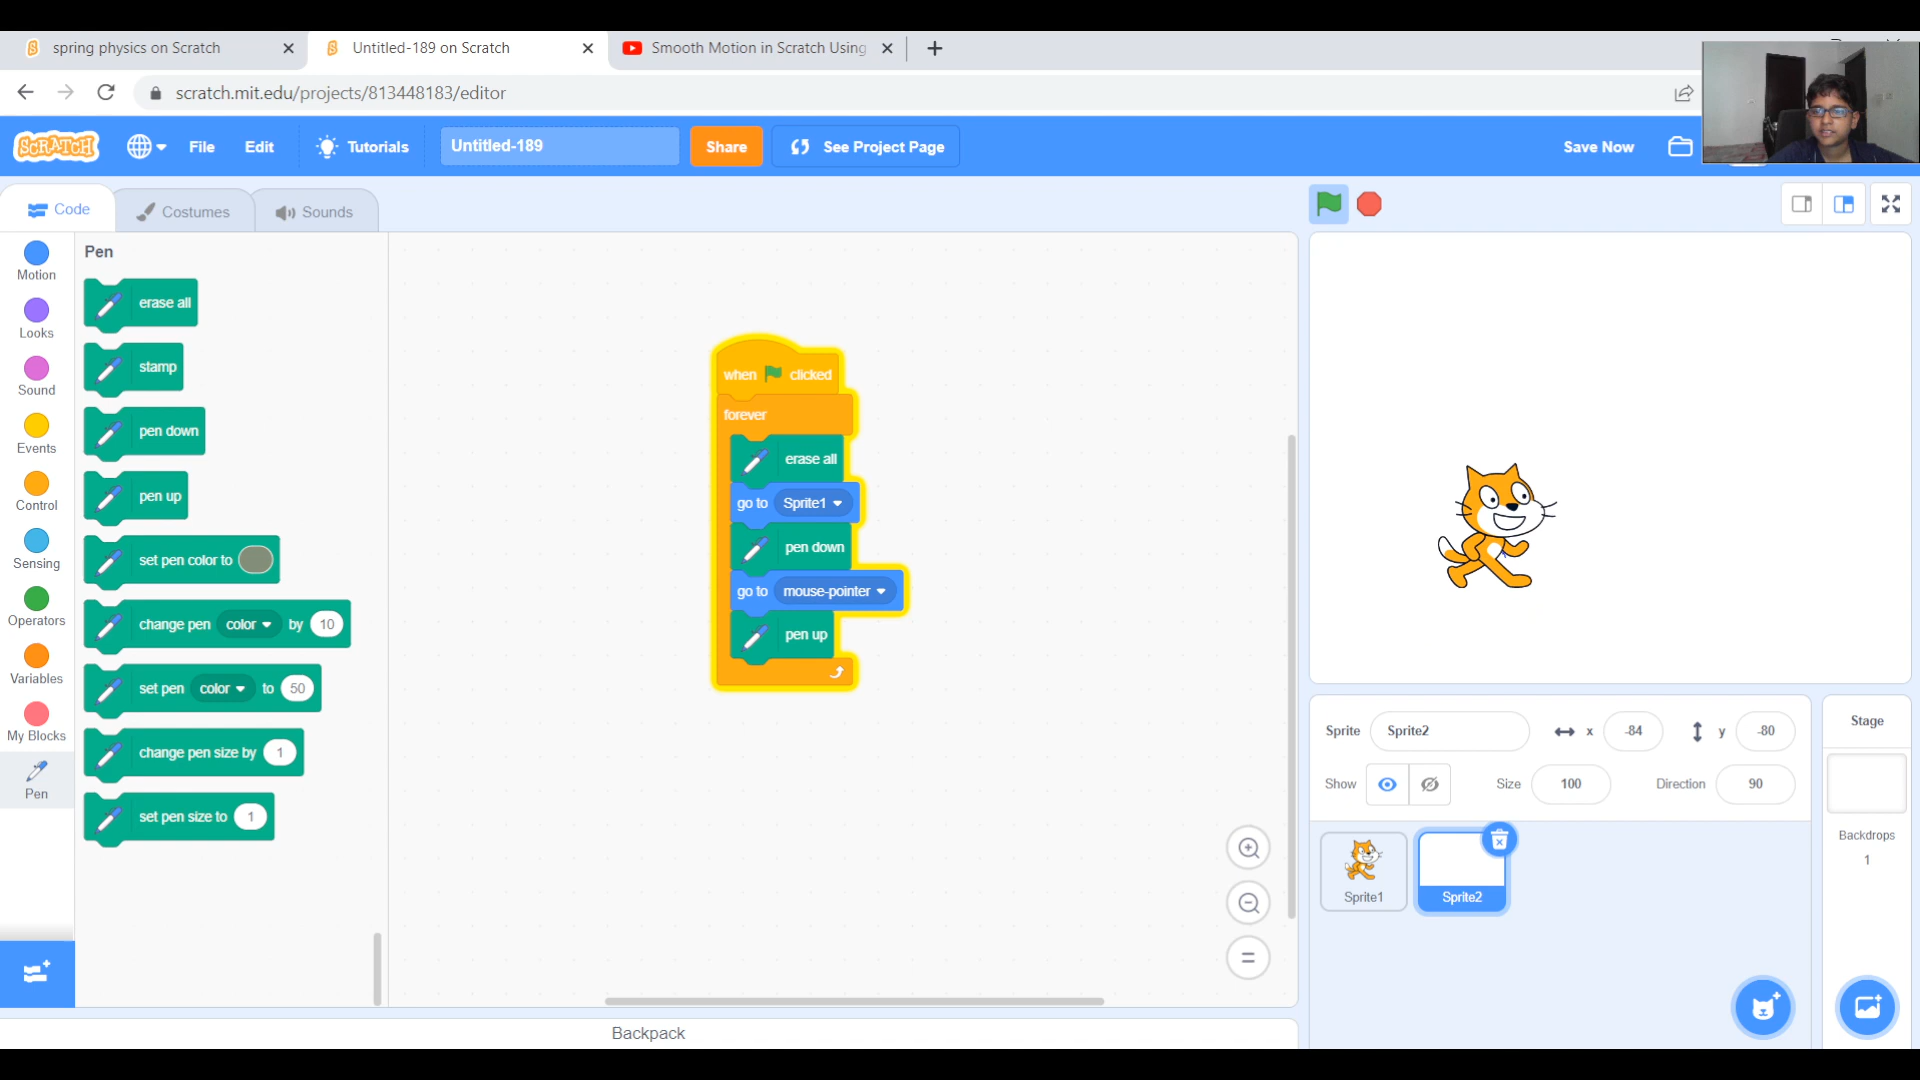 spring physics on Scratch
Untitled-189 on Scratch
Smooth Motion in Scratch Using
scratch.mit.edu/projects/813448183/editor
SCRATCH
File
Edit
Tutorials
Untitled-189
Share
See Project Page
Save Now
Code
Costumes
Sounds
Motion
Looks
Sound
Events
Control
Sensing
Operators
Variables
My Blocks
Pen
Pen
erase all
stamp
pen down
pen up
set pen color to
change pen color by 10
set pen color to 50
change pen size by 1
set pen size to 1
when clicked
forever
erase all
go to Sprite1
pen down
go to mouse-pointer
pen up
Backpack
Sprite Sprite2 x -84 y -80
Show Size 100 Direction 90
Sprite1
Sprite2
Stage
Backdrops
1